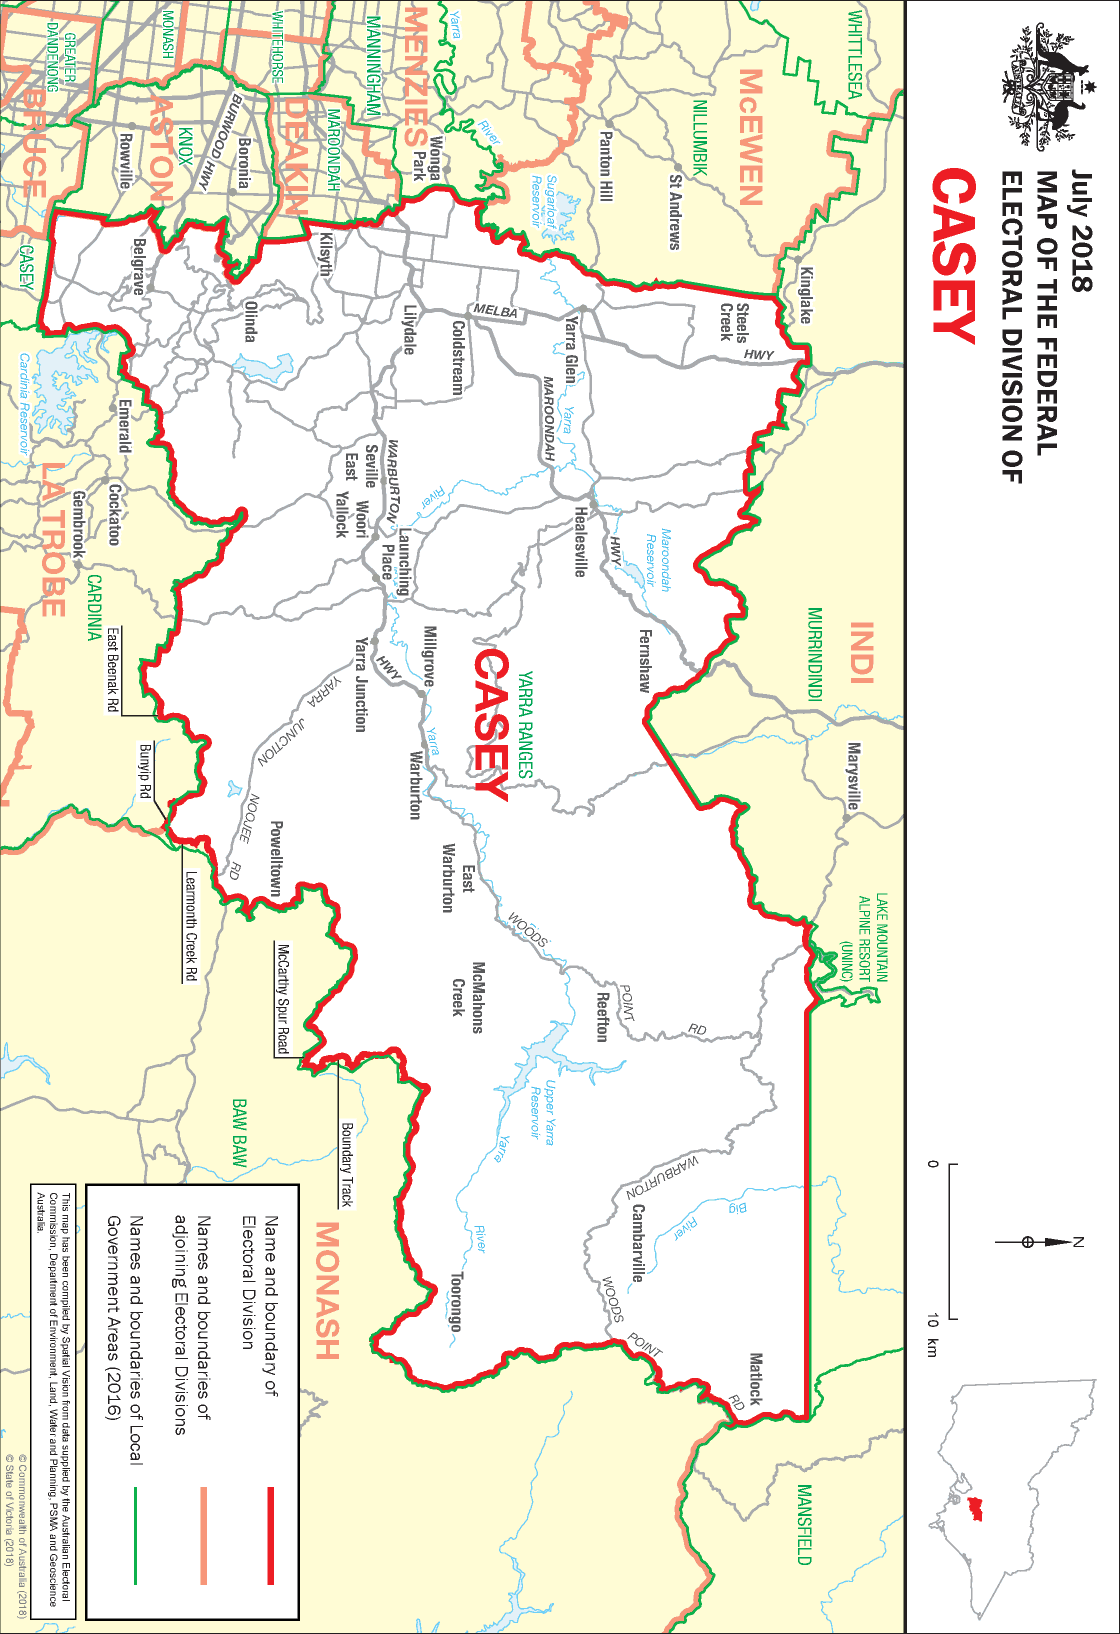 July 2018
MAP OF THE FEDERAL
ELECTORAL DIVISION OF
CASEY
N
0
10 km
WHITTLESEA
McEWEN
NILLUMBIK
Kinglake
St Andrews
Panton Hill
Steels
Creek
HWY
INDI
MURRINDINDI
Marysville
LAKE MOUNTAIN
ALPINE RESORT
(UNINC)
MANSFIELD
Matlock
RD
POINT
WOODS
Cambarville
WARBURTON
Big
River
Fernshaw
Maroondah
Reservoir
HWY
Healesville
Yarra Glen
Yarra
MAROONDAH
MELBA
Sugarloaf
Reservoir
River
Yarra
MENZIES
Wonga
Park
MANNINGHAM
Coldstream
Lilydale
River
YARRA RANGES
CASEY
POINT
RD
Reefton
WOODS
McMahons
Creek
East
Warburton
Warburton
Yarra
Millgrove
HWY
Upper Yarra
Reservoir
Yarra
River
Toorongo
WARBURTON
Seville
East
Woori
Yallock
Launching
Place
Yarra Junction
YARRA
JUNCTION
NOOJEE
RD
Powelltown
MONASH
Boundary Track
McCarthy Spur Road
BAW BAW
Learmonth Creek Rd
Bunyip Rd
East Beenak Rd
Kilsyth
MAROONDAH
DEAKIN
WHITEHORSE
Olinda
Boronia
BURWOOD HWY
KNOX
ASTON
MONASH
Rowville
Belgrave
GREATER
DANDENONG
BRUCE
CASEY
Cardinia Reservoir
Emerald
Cockatoo
Gembrook
LA TROBE
CARDINIA
Name and boundary of
Electoral Division
Names and boundaries of
adjoining Electoral Divisions
Names and boundaries of Local
Government Areas (2016)
This map has been compiled by Spatial Vision from data supplied by the Australian Electoral
Commission, Department of Environment, Land, Water and Planning, PSMA and Geoscience
Australia.
© Commonwealth of Australia (2018)
© State of Victoria (2018)